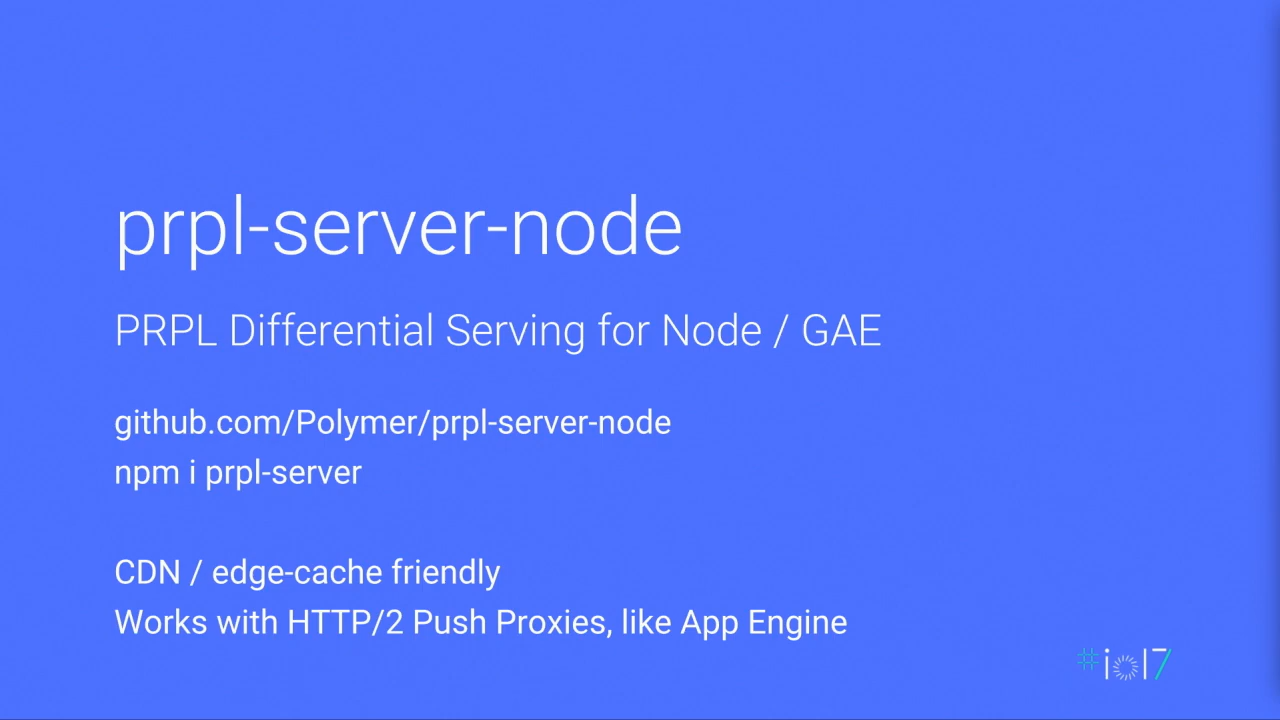 prpl-server-node
PRPL Differential Serving for Node / GAE
github.com/Polymer/prpl-server-node
npm i prpl-server
CDN / edge-cache friendly
Works with HTTP/2 Push Proxies, like App Engine
#io17